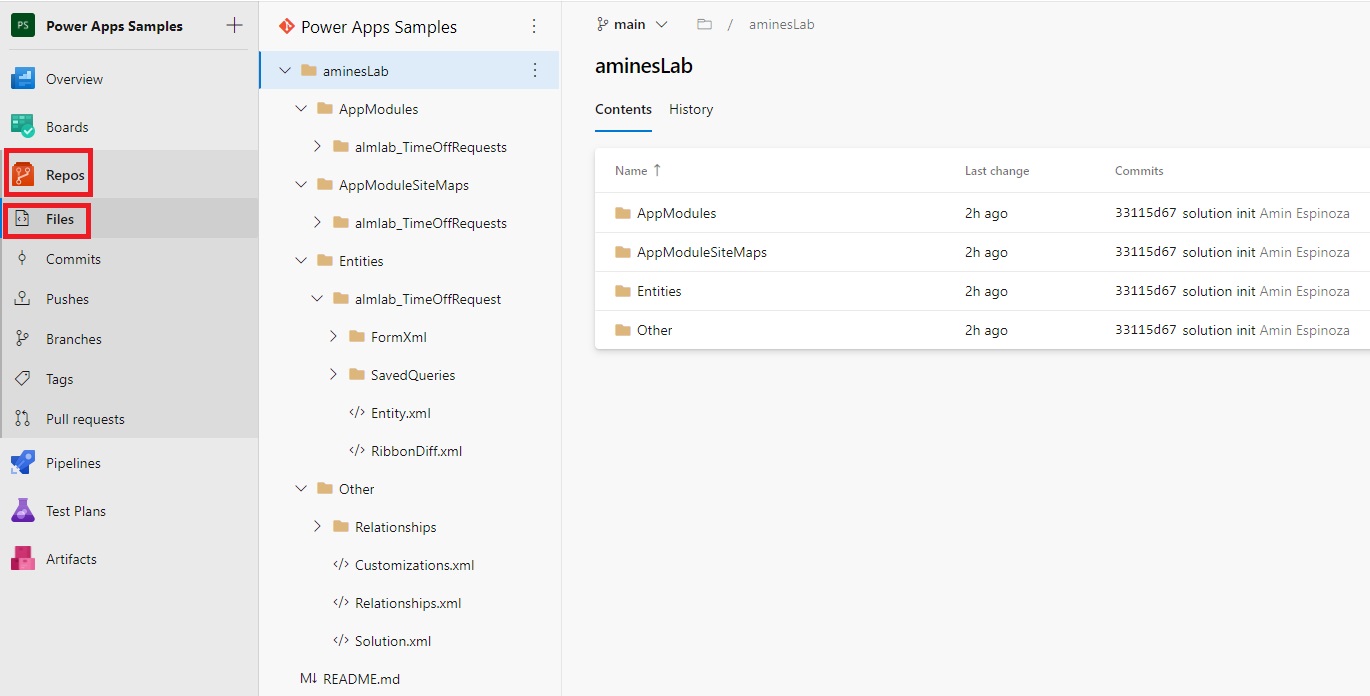 PS Power Apps Samples
Overview
Boards
Repos
Files
Commits
Pushes
Branches
Tags
Pull requests
Pipelines
Test Plans
Artifacts
Power Apps Samples
aminesLab
AppModules
almlab_TimeOffRequests
AppModuleSiteMaps
almlab_TimeOffRequests
Entities
almlab_TimeOffRequest
FormXml
SavedQueries
</> Entity.xml
</> RibbonDiff.xml
Other
Relationships
</> Customizations.xml
</> Relationships.xml
</> Solution.xml
M↓ README.md
main / aminesLab
aminesLab
Contents History
Name ↑ Last change Commits
AppModules 2h ago 33115d67 solution init Amin Espinoza
AppModuleSiteMaps 2h ago 33115d67 solution init Amin Espinoza
Entities 2h ago 33115d67 solution init Amin Espinoza
Other 2h ago 33115d67 solution init Amin Espinoza